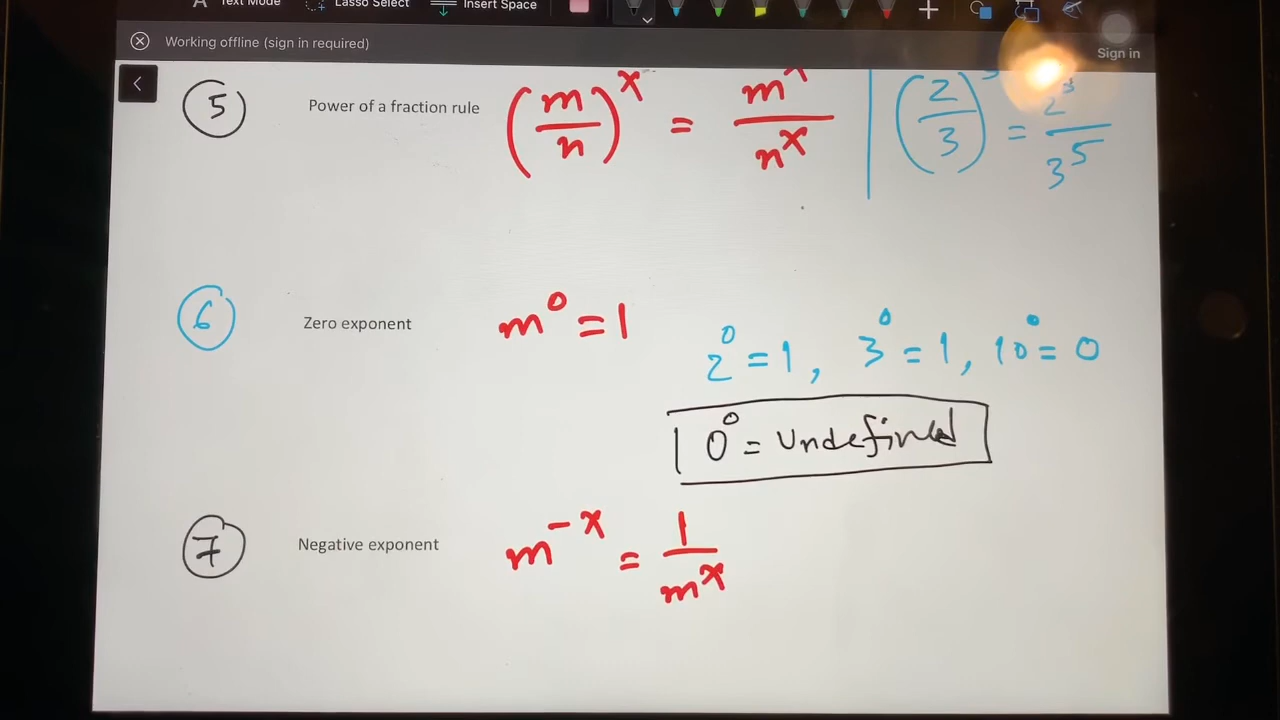 Text Mode Lasso Select Insert Space
Working offline (sign in required)
Sign in
5 Power of a fraction rule (m/n)^x = m^x/n^x | (2/3) = 2/3^5
6 Zero exponent m^0 = 1
2^0 = 1, 3^0 = 1, 10^0 = 0
0^0 = Undefined
7 Negative exponent m^-x = 1/m^x